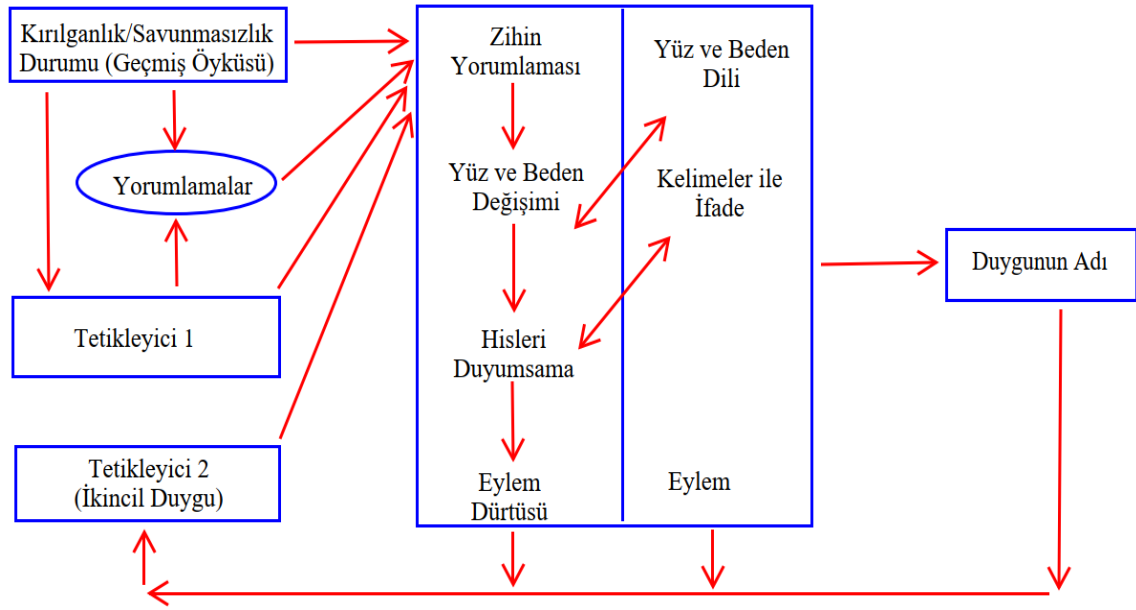 Kırılganlık/Savunmasızlık
Durumu (Geçmiş Öyküsü)
Yorumlamalar
Tetikleyici 1
Tetikleyici 2
(İkincil Duygu)
Zihin
Yorumlaması
Yüz ve Beden
Değişimi
Hisleri
Duyumsama
Eylem
Dürtüsü
Yüz ve Beden
Dili
Kelimeler ile
İfade
Eylem
Duygunun Adı